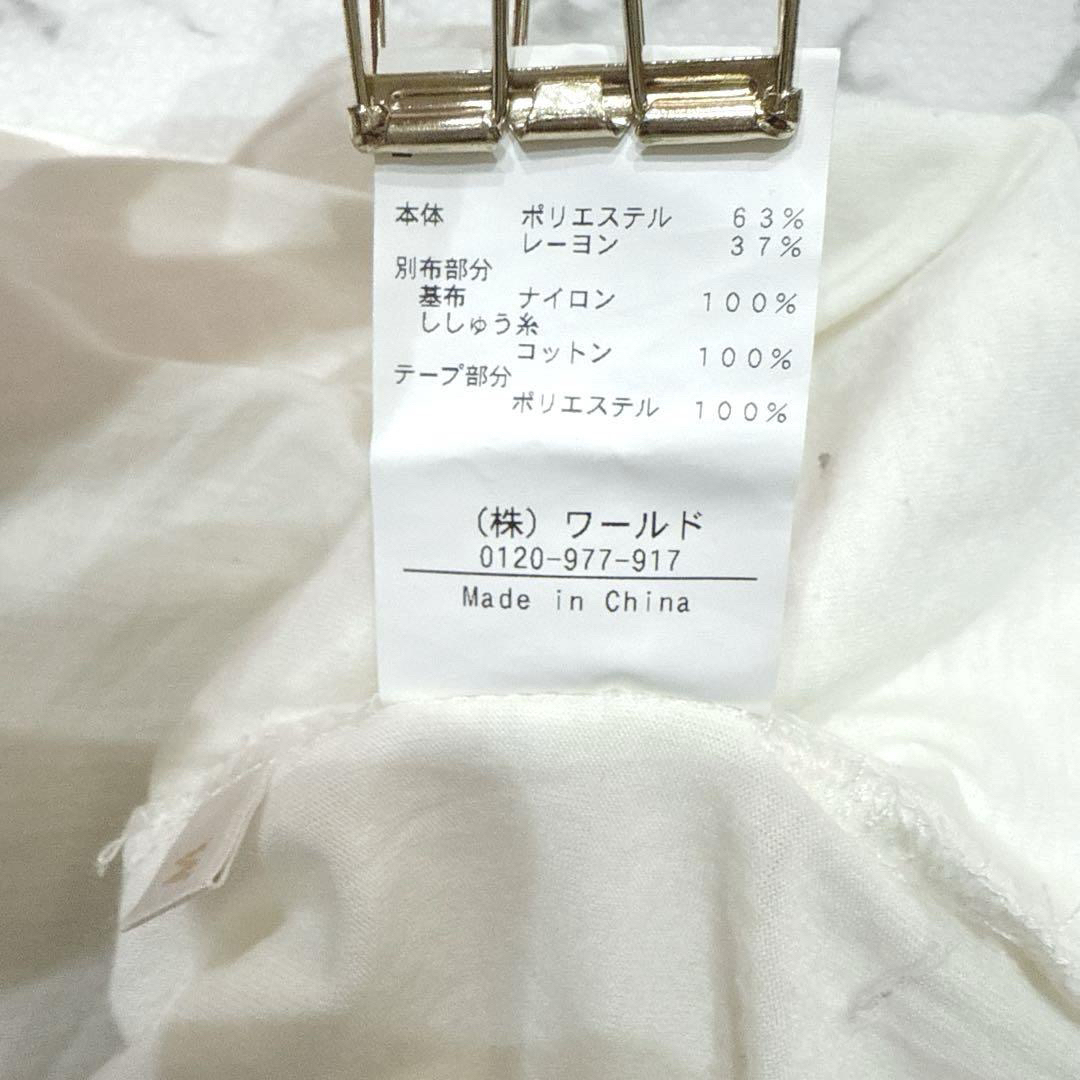 本体 ポリエステル 63%
レーヨン 37%
別布部分
基布 ナイロン 100%
ししゅう糸
コットン 100%
テープ部分
ポリエステル 100%
(株) ワールド
0120-977-917
Made in China